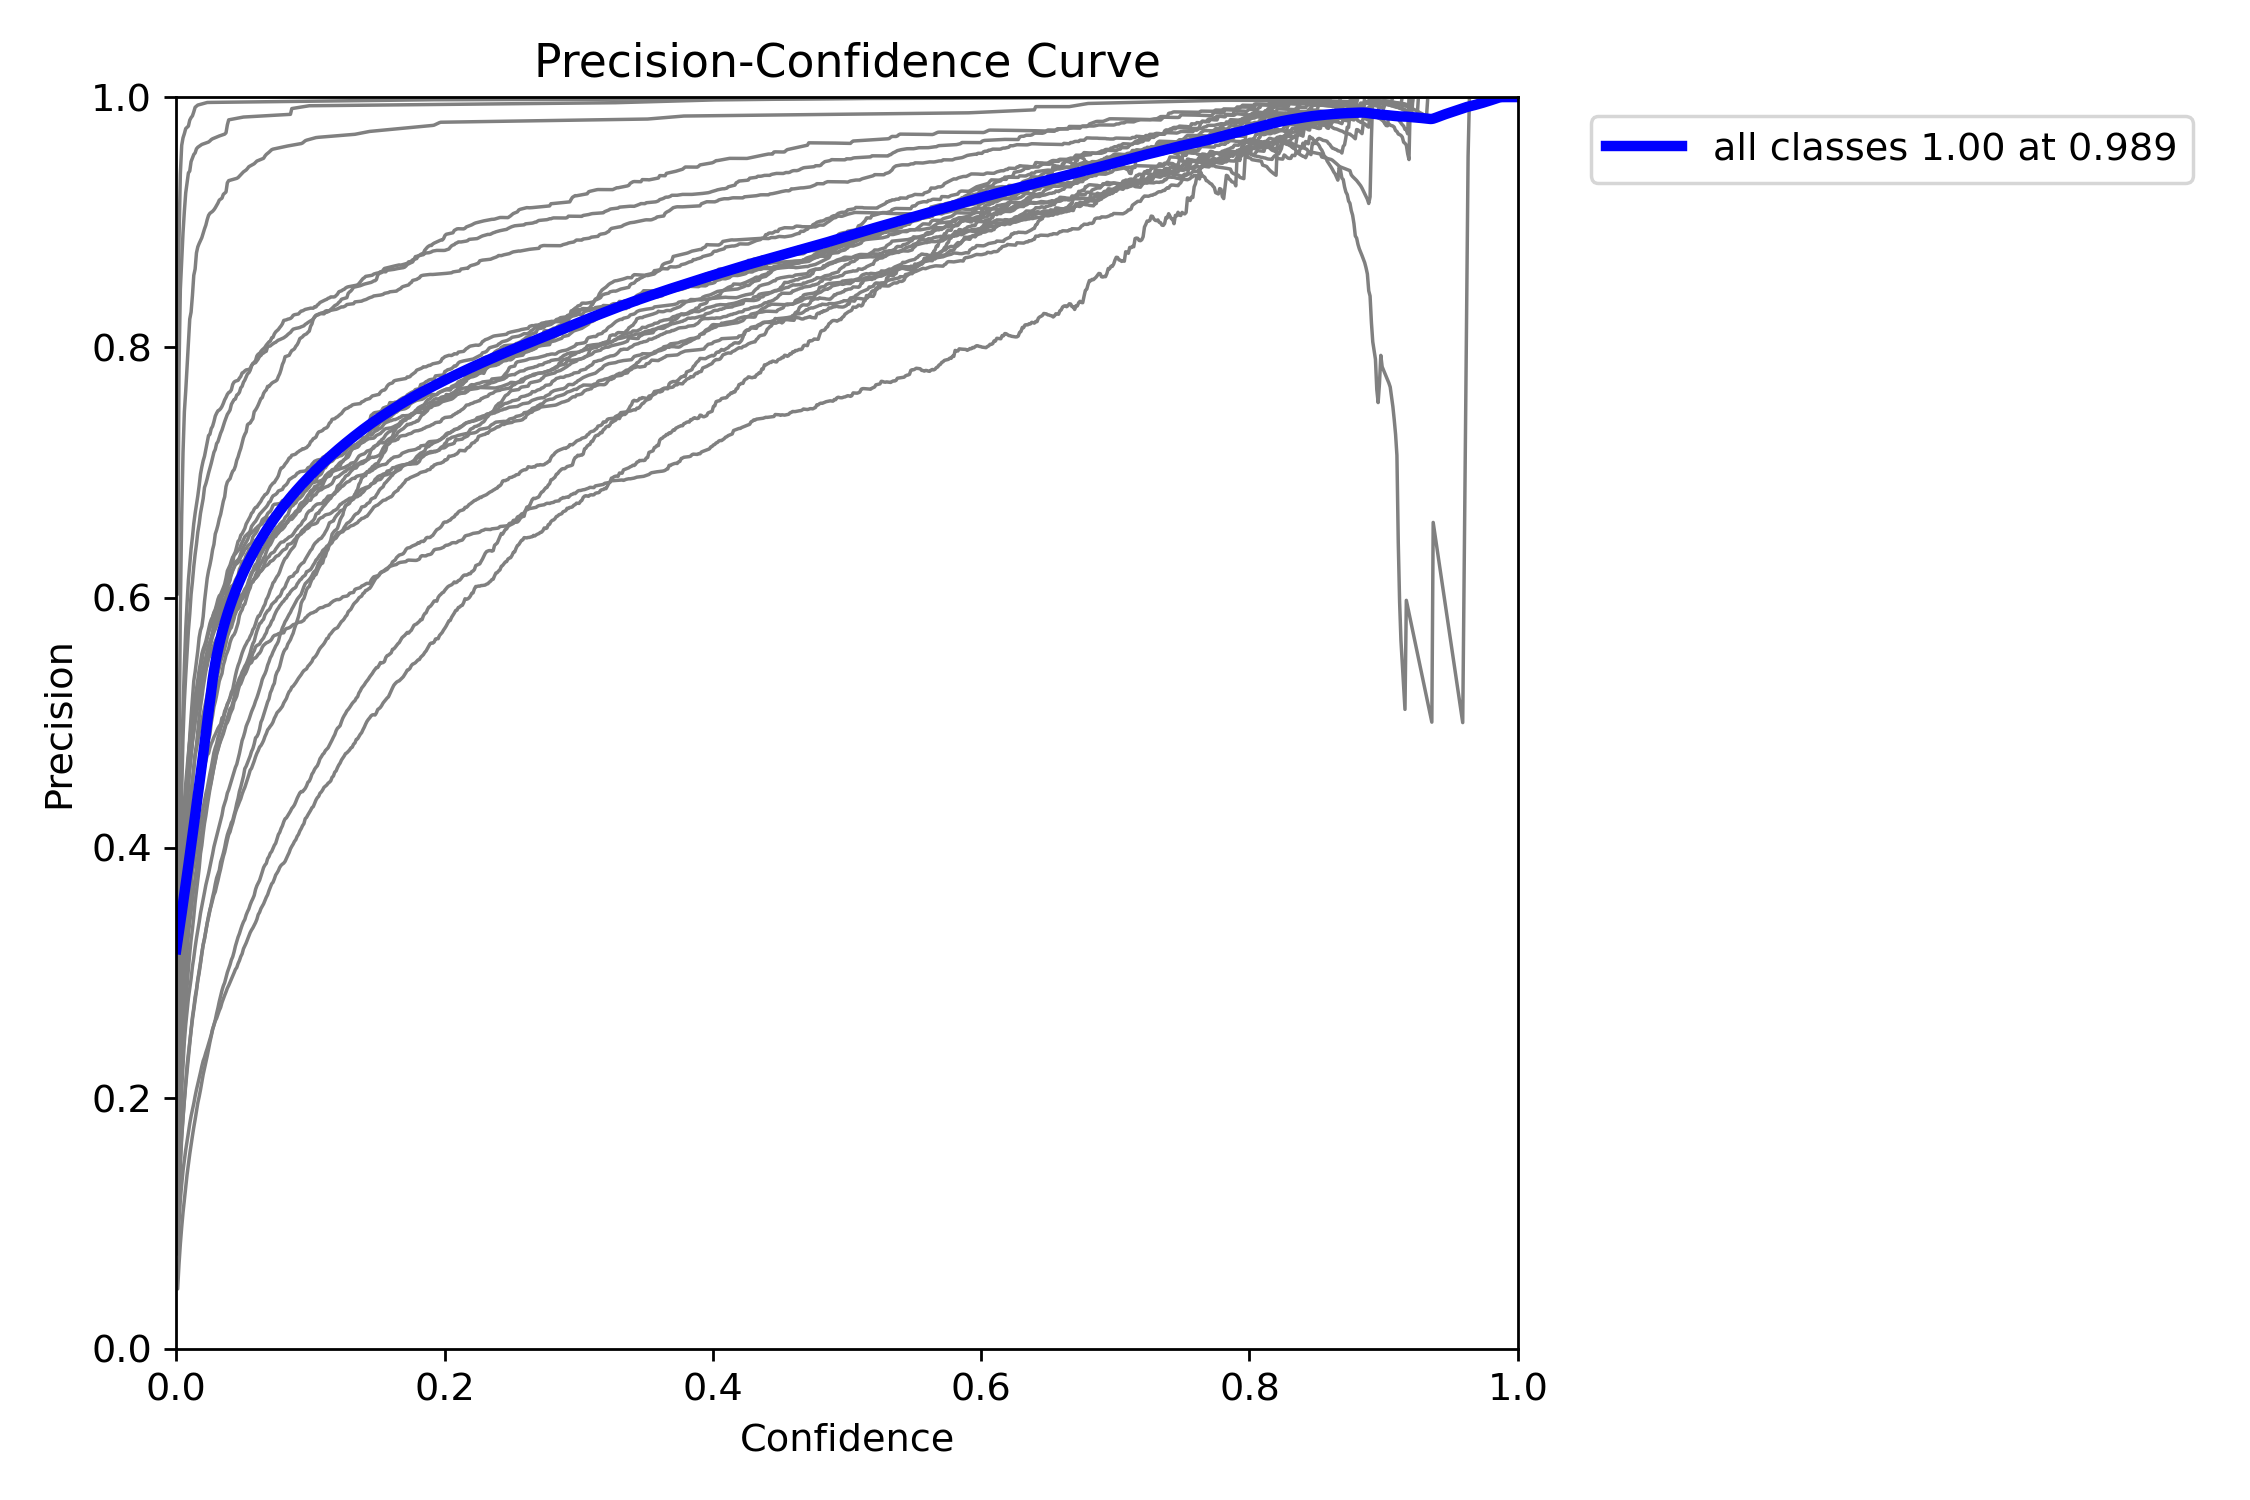 Precision-Confidence Curve
1.0
0.8
0.6
0.4
0.2
0.0
Precision
0.0 0.2 0.4 0.6 0.8 1.0
Confidence
all classes 1.00 at 0.989